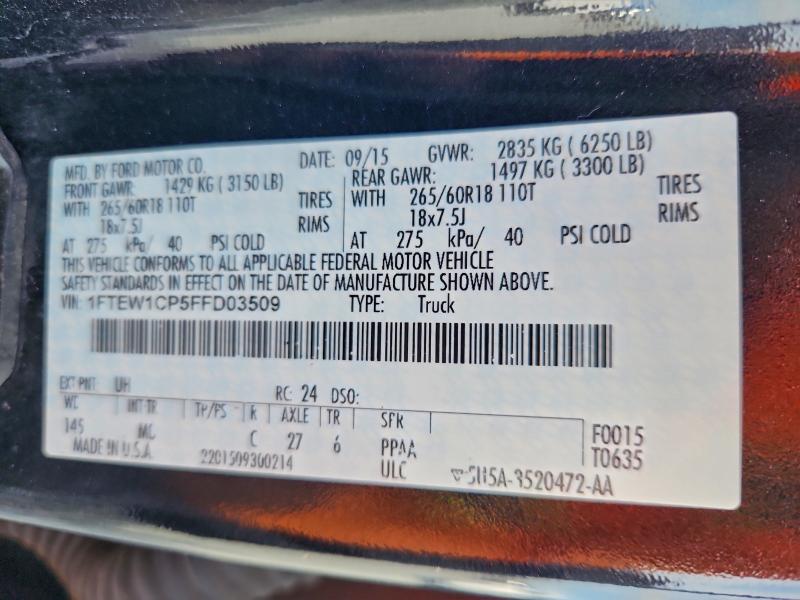 MFD. BY FORD MOTOR CO. DATE: 09/15 GVWR: 2835 KG ( 6250 LB)
FRONT GAWR: 1429 KG ( 3150 LB) REAR GAWR: 1497 KG ( 3300 LB)
WITH 265/60R18 110T TIRES WITH 265/60R18 110T TIRES
18x7.5J RIMS 18x7.5J RIMS
AT 275 kPa/ 40 PSI COLD AT 275 kPa/ 40 PSI COLD
THIS VEHICLE CONFORMS TO ALL APPLICABLE FEDERAL MOTOR VEHICLE
SAFETY STANDARDS IN EFFECT ON THE DATE OF MANUFACTURE SHOWN ABOVE.
VIN: 1FTEW1CP5FFD03509 TYPE: Truck
EXT PNT UH RC: 24 DSO:
WB INT TR TP/PS R AXLE TR SPR
145 C 27 6 PPAA F0015
MADE IN U.S.A. 2201509300214 ULC T0635
3520472-AA